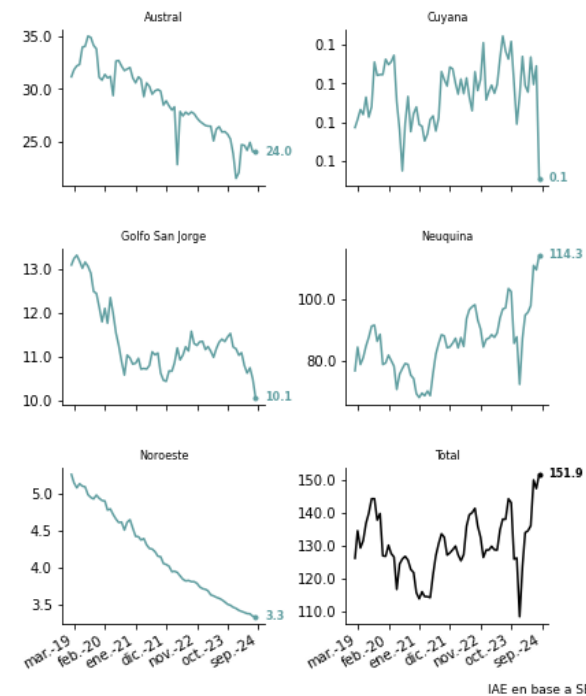 Austral
35.0
30.0
25.0
24.0
Cuyana
0.1
0.1
0.1
0.1
0.1
Golfo San Jorge
13.0
12.0
11.0
10.0
10.1
Neuquina
100.0
80.0
114.3
Noroeste
5.0
4.5
4.0
3.5
3.3
mar.-19
feb.-20
ene.-21
dic.-21
nov.-22
oct.-23
sep.-24
Total
150.0
140.0
130.0
120.0
110.0
151.9
mar.-19
feb.-20
ene.-21
dic.-21
nov.-22
oct.-23
sep.-24
IAE en base a